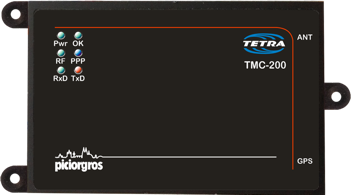 Pwr OK
RF PPP
RxD TxD
TETRA
TMC-200
ANT
GPS
piciorgros